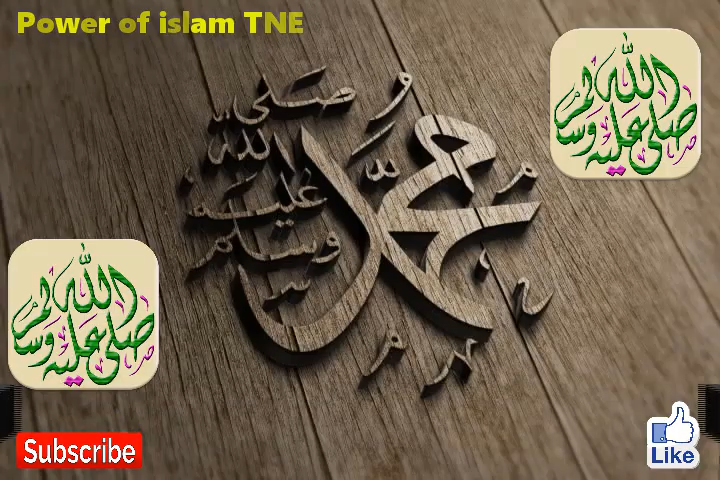 Power of islam TNE
صلى
الله
عليه
وسلم
محمد
صلى الله عليه وسلم
صلى الله عليه وسلم
Subscribe
Like